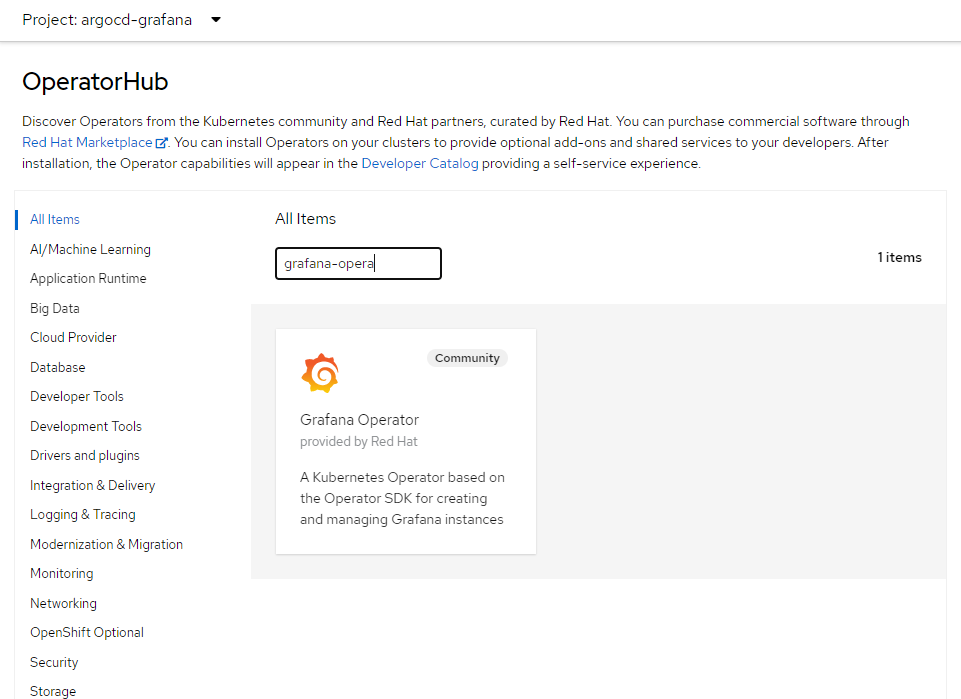 Project: argocd-grafana
OperatorHub
Discover Operators from the Kubernetes community and Red Hat partners, curated by Red Hat. You can purchase commercial software through
Red Hat Marketplace. You can install Operators on your clusters to provide optional add-ons and shared services to your developers. After
installation, the Operator capabilities will appear in the Developer Catalog providing a self-service experience.
All Items
AI/Machine Learning
Application Runtime
Big Data
Cloud Provider
Database
Developer Tools
Development Tools
Drivers and plugins
Integration & Delivery
Logging & Tracing
Modernization & Migration
Monitoring
Networking
OpenShift Optional
Security
Storage
All Items
grafana-opera
1 items
Community
Grafana Operator
provided by Red Hat
A Kubernetes Operator based on
the Operator SDK for creating
and managing Grafana instances